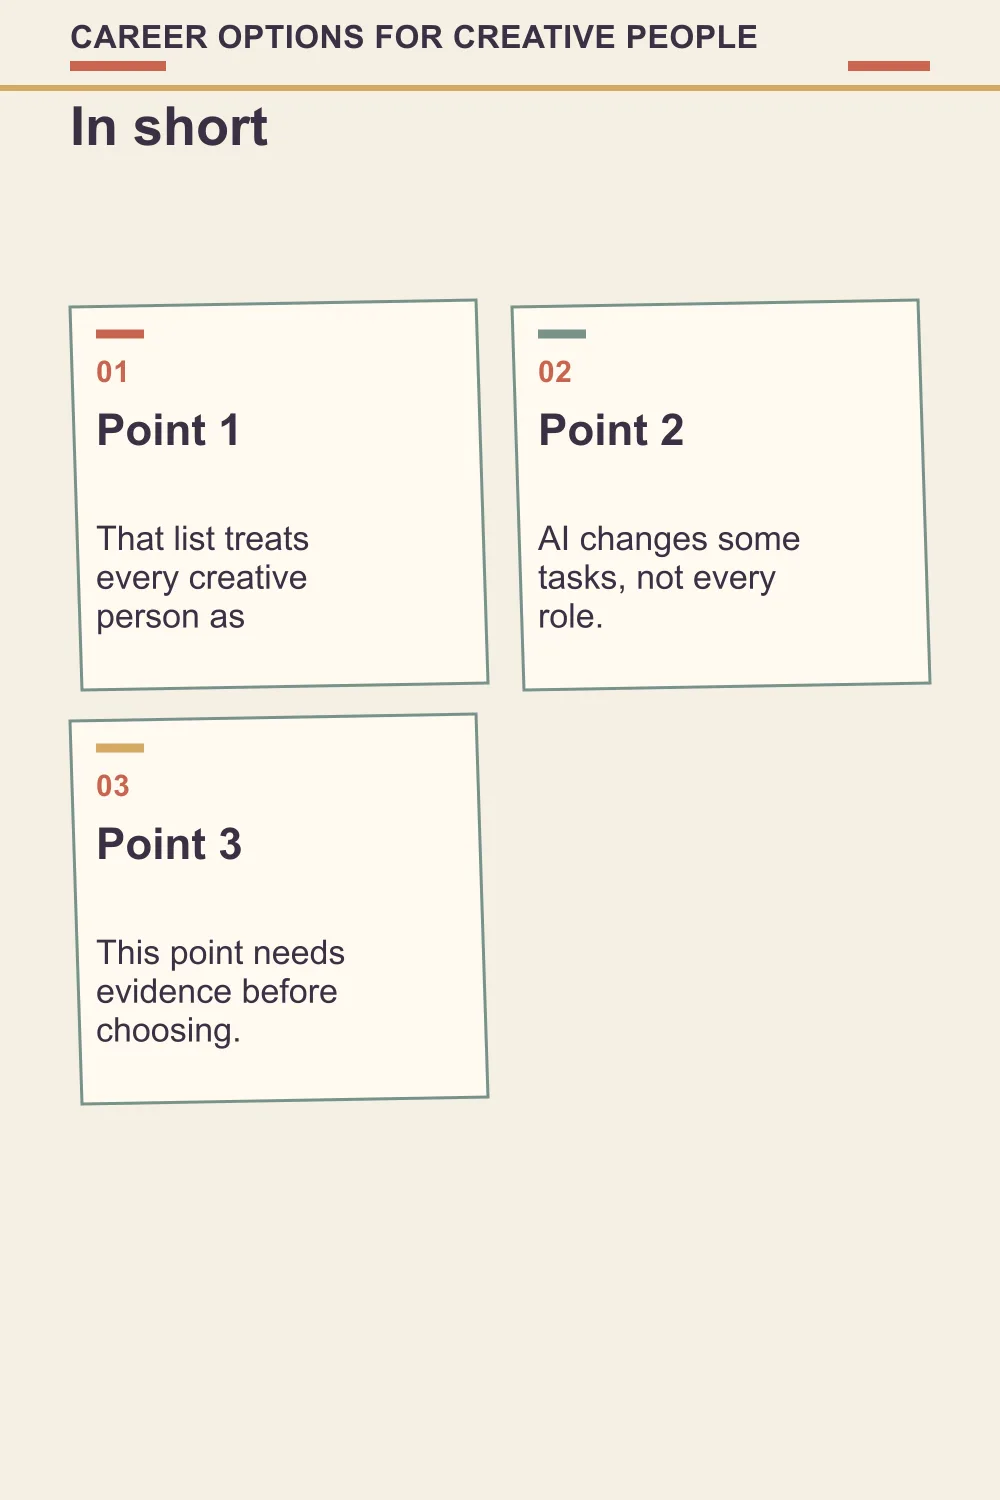 CAREER OPTIONS FOR CREATIVE PEOPLE
In short
01
Point 1
That list treats
every creative
person as
02
Point 2
AI changes some
tasks, not every
role.
03
Point 3
This point needs
evidence before
choosing.